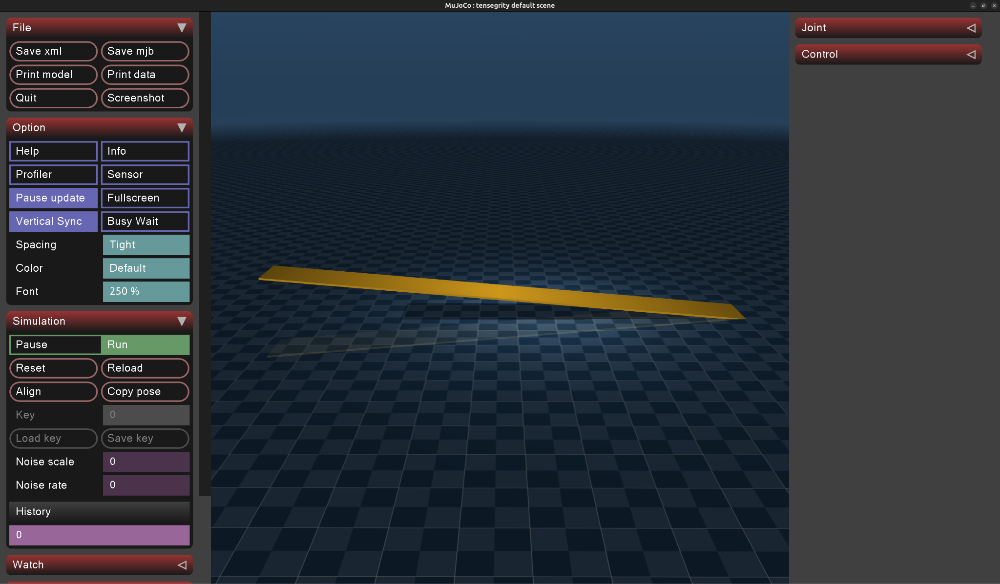 MuJoCo : tensegrity default scene
File
Save xml Save mjb
Print model Print data
Quit Screenshot
Option
Help Info
Profiler Sensor
Pause update Fullscreen
Vertical Sync Busy Wait
Spacing Tight
Color Default
Font 250 %
Simulation
Pause Run
Reset Reload
Align Copy pose
Key 0
Load key Save key
Noise scale 0
Noise rate 0
History
0
Watch
Joint
Control